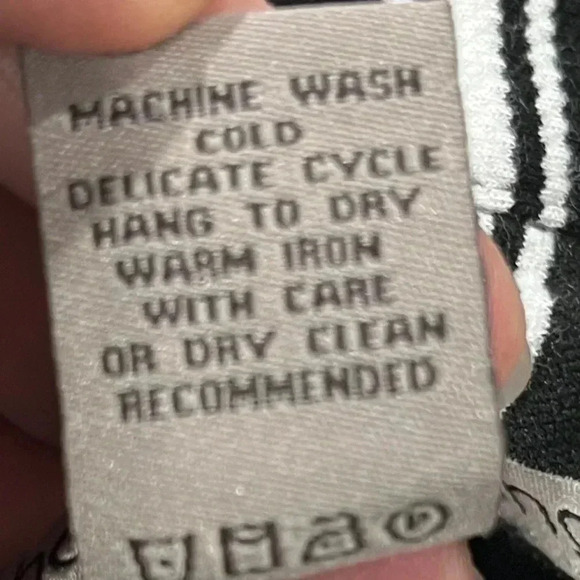 MACHINE WASH
COLD
DELICATE CYCLE
HANG TO DRY
WARM IRON
WITH CARE
OR DRY CLEAN
RECOMMENDED